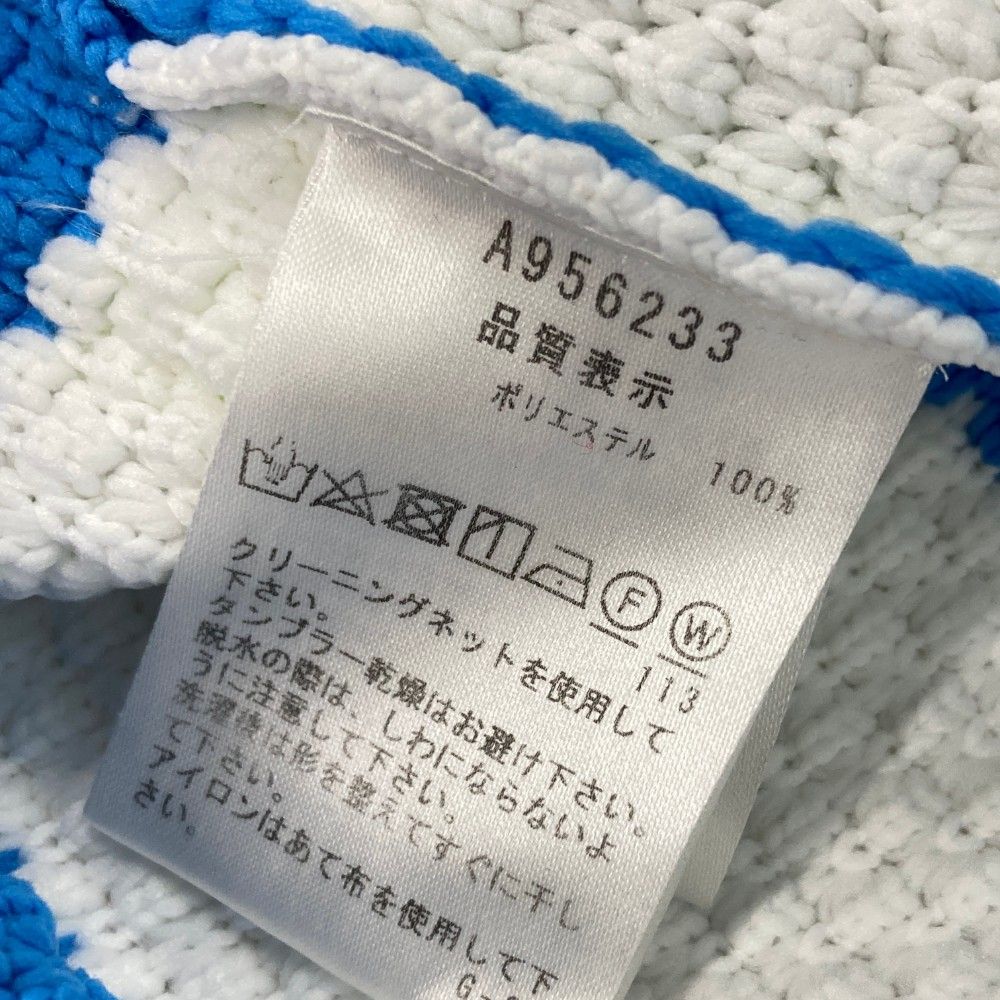 A956233
品質表示
ポリエステル 100%
F W
113
クリーニングネットを使用して
下さい。
タンブラー乾燥はお避け下さい。
脱水の際は、しわにならないよ
うに注意して下さい。
洗濯後は形を整えてすぐに干し
て下さい。
アイロンはあて布を使用して下
さい。